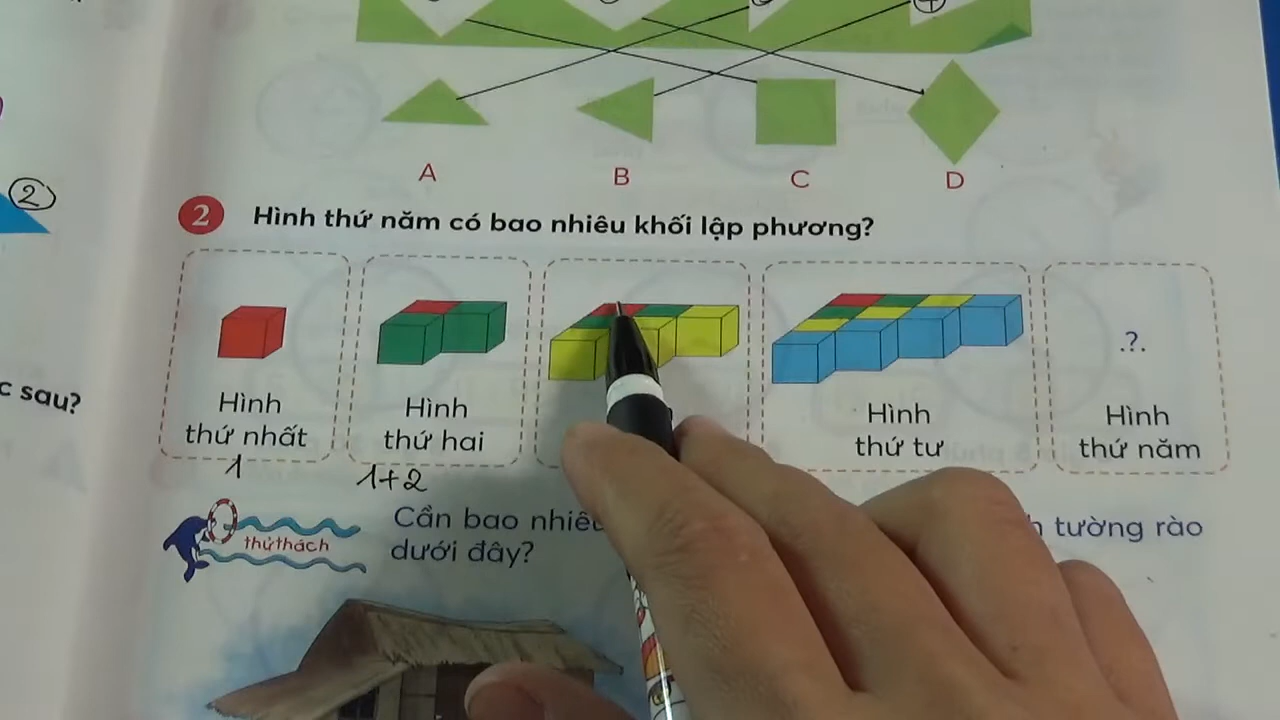 2
A B C D
2 Hình thứ năm có bao nhiêu khối lập phương?
.?.
Hình
thứ nhất
Hình
thứ hai
Hình
thứ tư
Hình
thứ năm
c sau?
1
1+2
thử thách
Cần bao
tường rào
dưới đây?